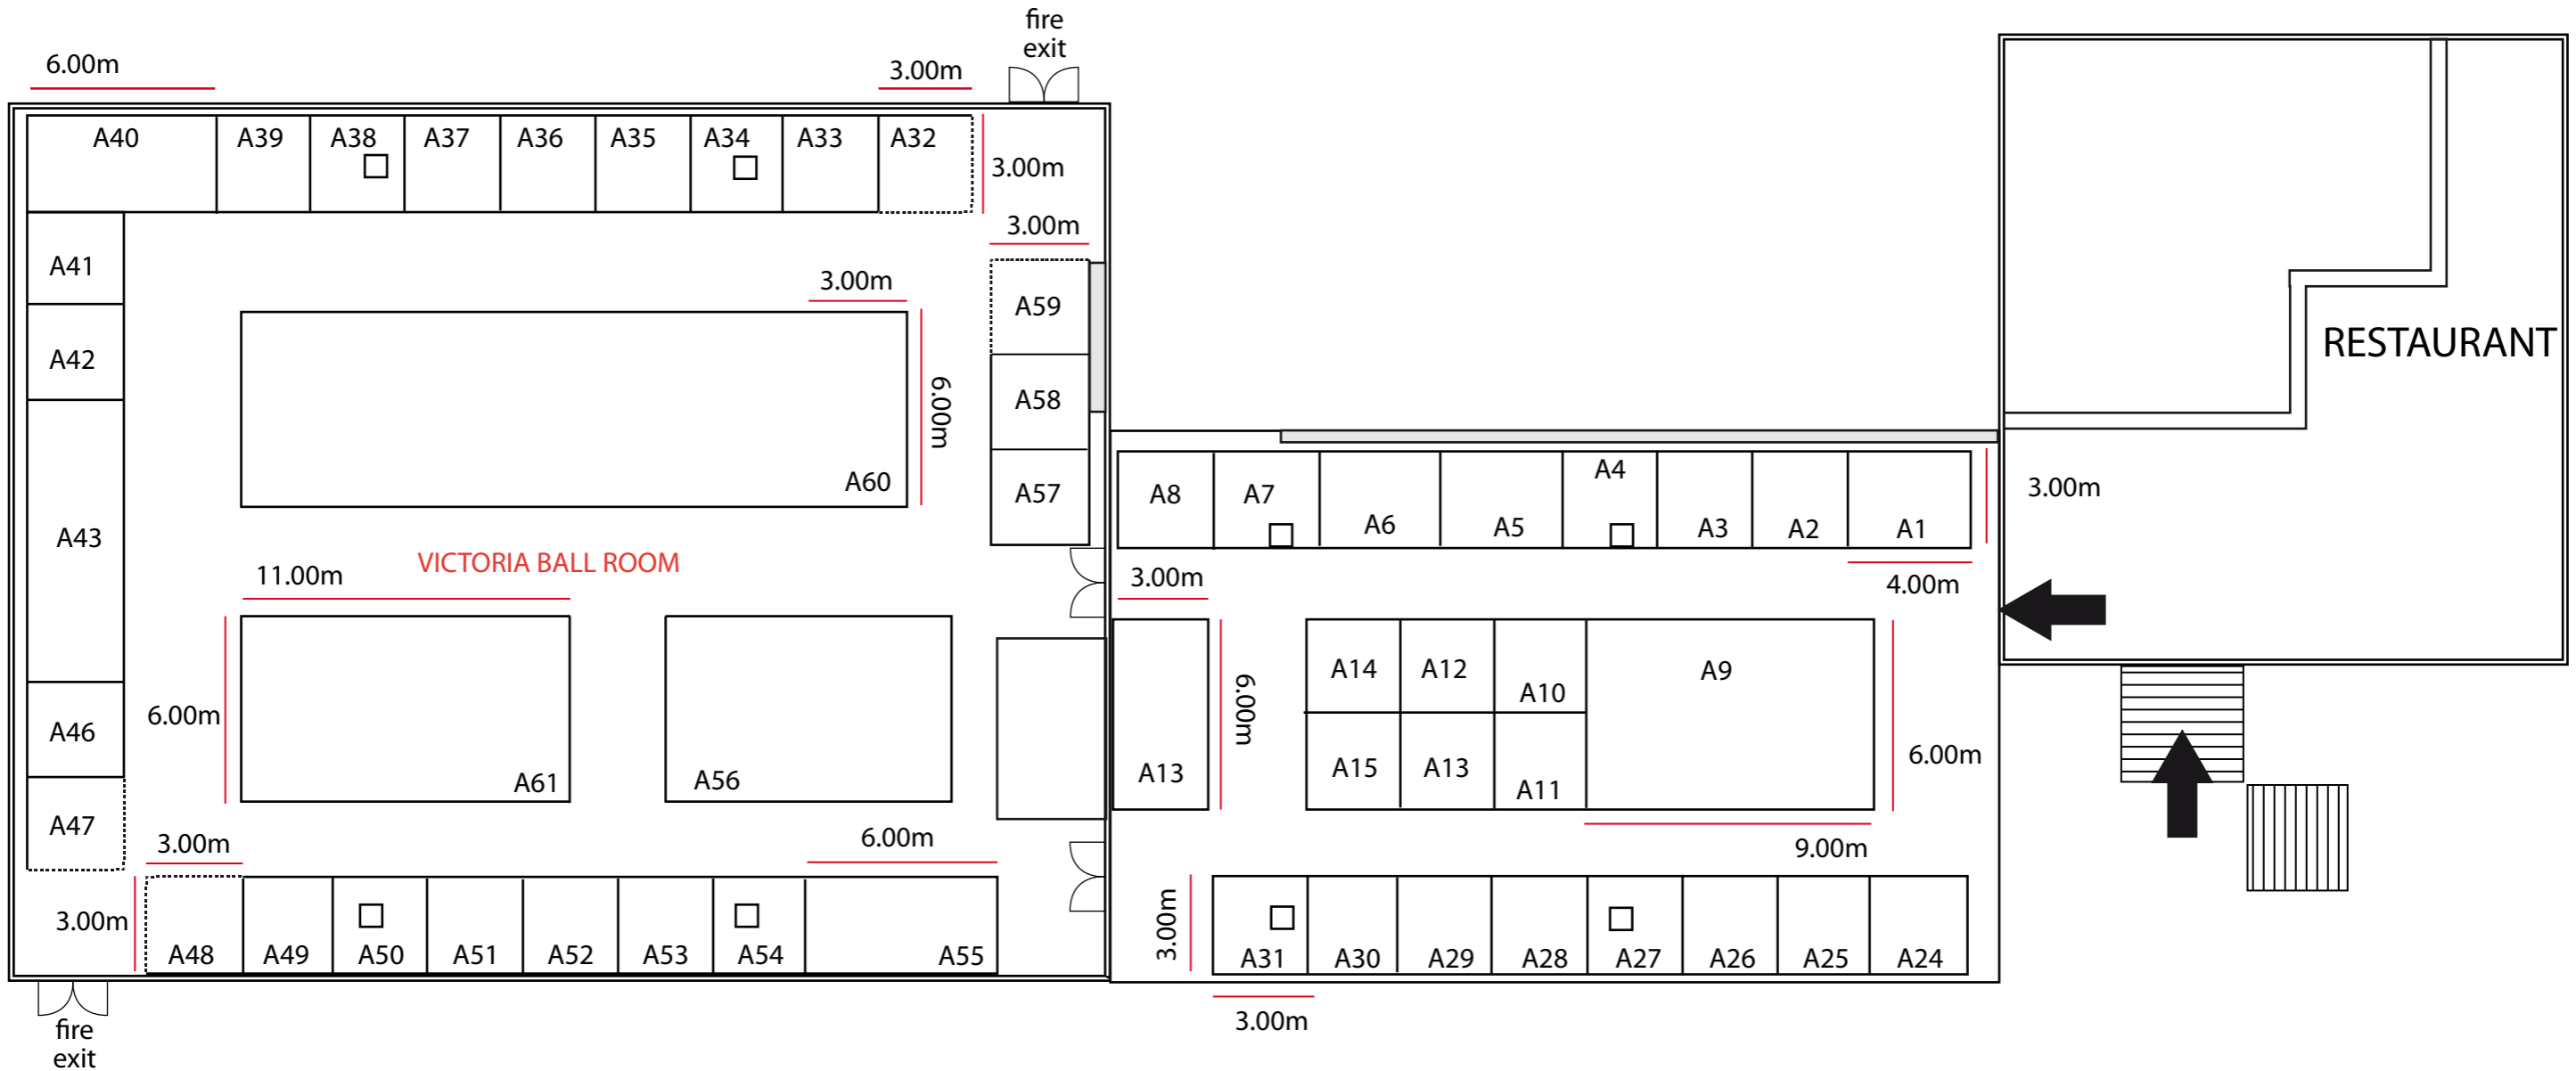 fire
exit
6.00m
3.00m
A40
A39
A38
A37
A36
A35
A34
A33
A32
3.00m
3.00m
A41
A42
A43
A46
A47
3.00m
6.00m
A60
A59
A58
A57
VICTORIA BALL ROOM
11.00m
6.00m
A61
A56
3.00m
3.00m
6.00m
A48
A49
A50
A51
A52
A53
A54
A55
fire
exit
RESTAURANT
A8
A7
A6
A5
A4
A3
A2
A1
3.00m
4.00m
3.00m
6.00m
A13
A14
A12
A10
A9
A15
A13
A11
6.00m
9.00m
3.00m
A31
A30
A29
A28
A27
A26
A25
A24
3.00m